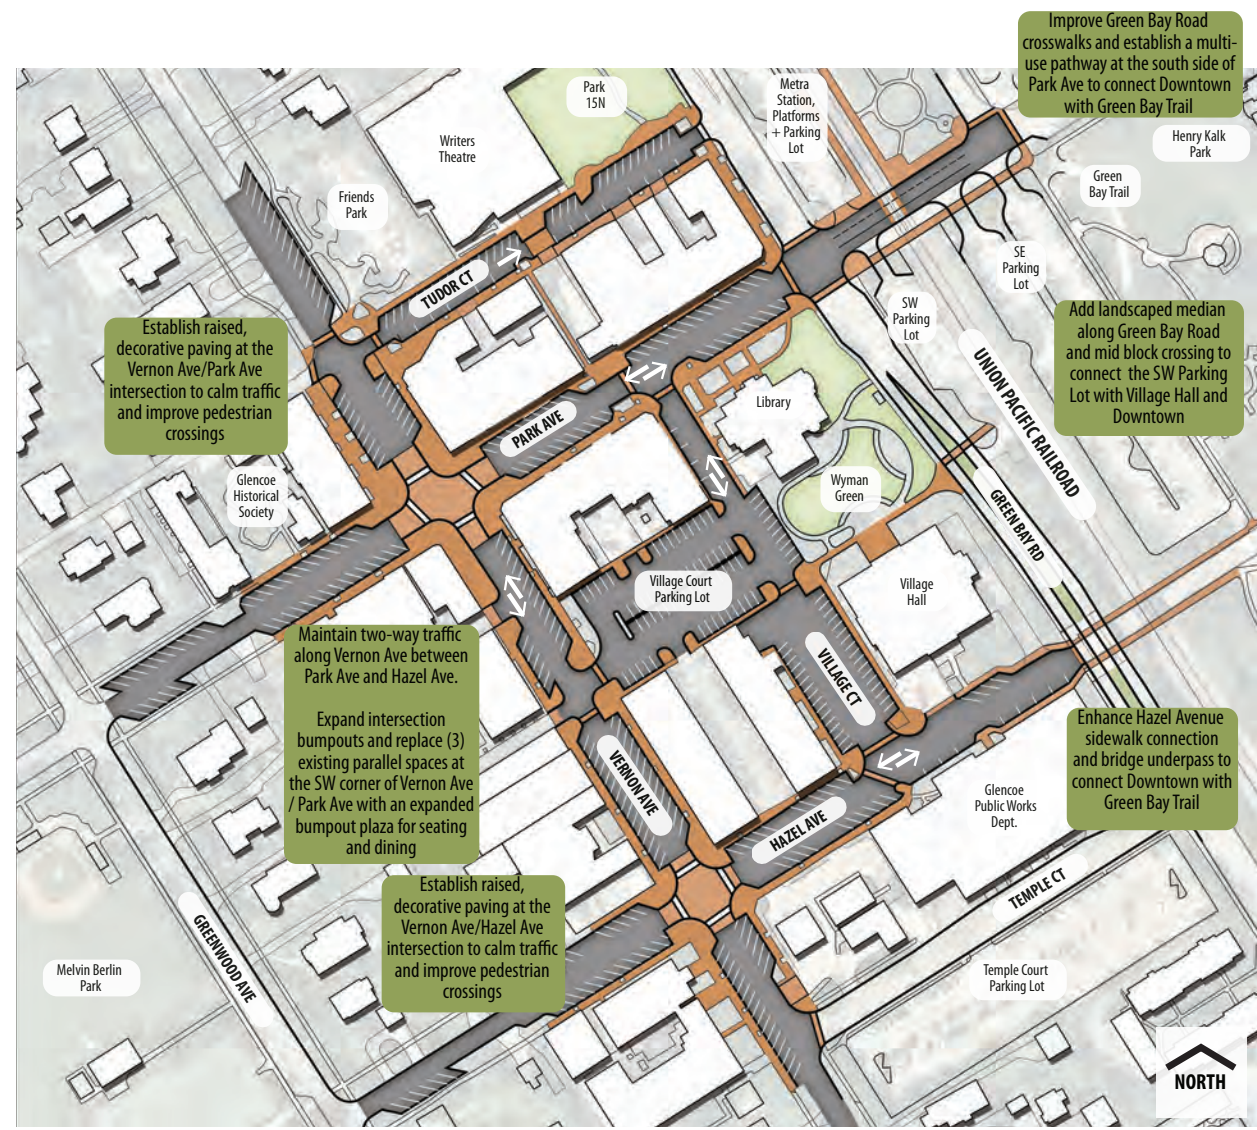 Improve Green Bay Road
crosswalks and establish a multi-
use pathway at the south side of
Park Ave to connect Downtown
with Green Bay Trail
Park
15N
Metra
Station,
Platforms
+ Parking
Lot
Henry Kalk
Park
Writers
Theatre
Green
Bay Trail
Friends
Park
SE
Parking
Lot
TUDOR CT
SW
Parking
Lot
Establish raised,
decorative paving at the
Vernon Ave/Park Ave
intersection to calm traffic
and improve pedestrian
crossings
Add landscaped median
along Green Bay Road
and mid block crossing to
connect the SW Parking
Lot with Village Hall and
Downtown
UNION PACIFIC RAILROAD
Library
PARK AVE
Glencoe
Historical
Society
Wyman
Green
GREEN BAY RD
Village Court
Parking Lot
Village
Hall
Maintain two-way traffic
along Vernon Ave between
Park Ave and Hazel Ave.
Expand intersection
bumpouts and replace (3)
existing parallel spaces at
the SW corner of Vernon Ave
/ Park Ave with an expanded
bumpout plaza for seating
and dining
VILLAGE CT
Enhance Hazel Avenue
sidewalk connection
and bridge underpass to
connect Downtown with
Green Bay Trail
VERNON AVE
Glencoe
Public Works
Dept.
HAZEL AVE
Establish raised,
decorative paving at the
Vernon Ave/Hazel Ave
intersection to calm traffic
and improve pedestrian
crossings
TEMPLE CT
GREENWOOD AVE
Melvin Berlin
Park
Temple Court
Parking Lot
NORTH